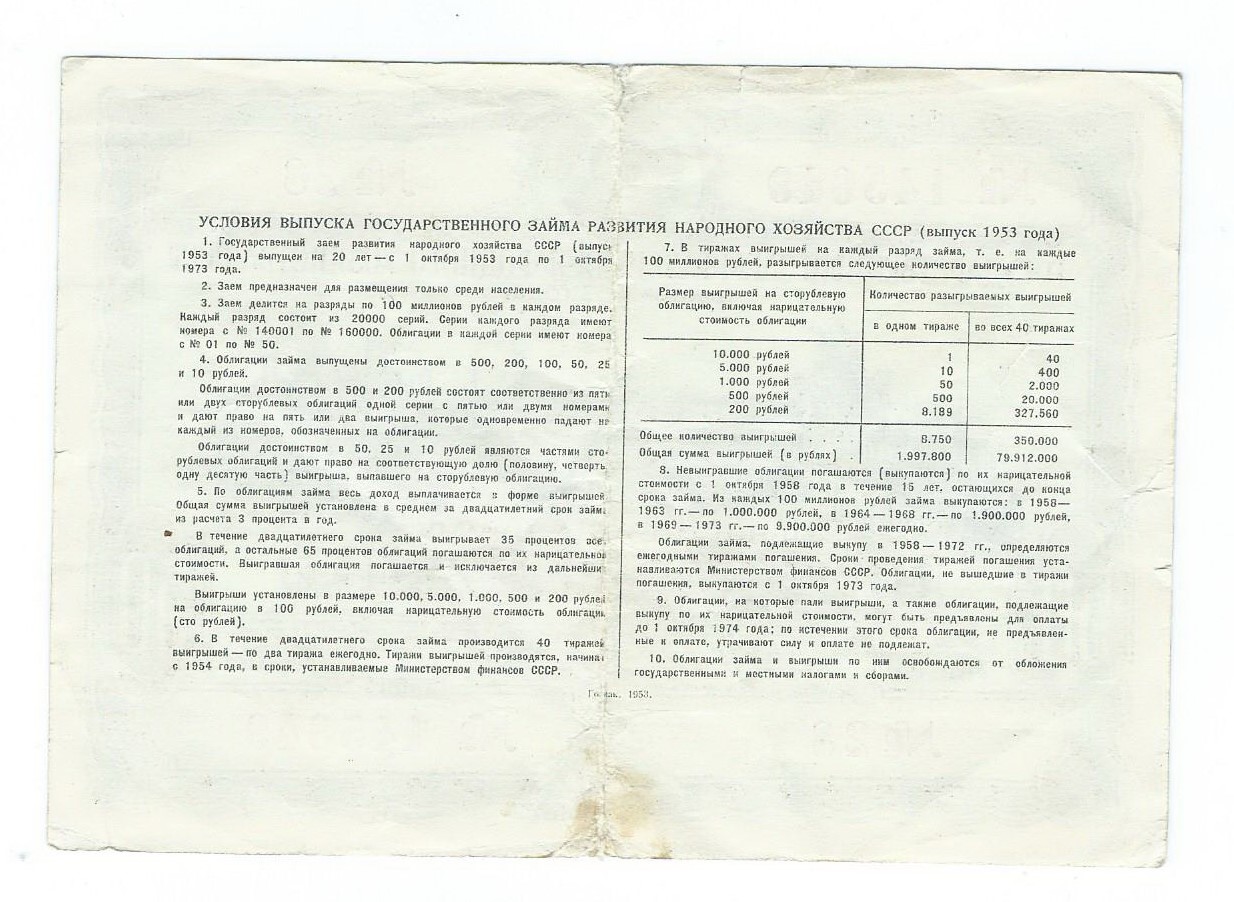 УСЛОВИЯ ВЫПУСКА ГОСУДАРСТВЕННОГО ЗАЙМА РАЗВИТИЯ НАРОДНОГО ХОЗЯЙСТВА СССР (выпуск 1953 года)
1. Государственный заем развития народного хозяйства СССР (выпуск
1953 года) выпущен на 20 лет — с 1 октября 1953 года по 1 октября
1973 года.
2. Заем предназначен для размещения только среди населения.
3. Заем делится на разряды по 100 миллионов рублей в каждом разряде.
Каждый разряд состоит из 20000 серий. Серии каждого разряда имеют
номера с № 140001 по № 160000. Облигации в каждой серии имеют номера
с № 01 по № 50.
4. Облигации займа выпущены достоинством в 500, 200, 100, 50, 25
и 10 рублей.
Облигации достоинством в 500 и 200 рублей состоят соответственно из пяти
или двух сторублевых облигаций одной серии с пятью или двумя номерами
и дают право на пять или два выигрыша, которые одновременно падают на
каждый из номеров, обозначенных на облигации.
Облигации достоинством в 50, 25 и 10 рублей являются частями сто-
рублевых облигаций и дают право на соответствующую долю (половину, четверть,
одну десятую часть) выигрыша, выпавшего на сторублевую облигацию.
5. По облигациям займа весь доход выплачивается в форме выигрышей.
Общая сумма выигрышей установлена в среднем за двадцатилетний срок займа
из расчета 3 процента в год.
В течение двадцатилетнего срока займа выигрывает 35 процентов всех
облигаций, а остальные 65 процентов облигаций погашаются по их нарицательной
стоимости. Выигравшая облигация погашается и исключается из дальнейших
тиражей.
Выигрыши установлены в размере 10.000, 5.000, 1.000, 500 и 200 рублей
на облигацию в 100 рублей, включая нарицательную стоимость облигации
(сто рублей).
6. В течение двадцатилетнего срока займа производится 40 тиражей
выигрышей — по два тиража ежегодно. Тиражи выигрышей производятся, начиная
с 1954 года, в сроки, устанавливаемые Министерством финансов СССР.
7. В тиражах выигрышей на каждый разряд займа, т. е. на каждые
100 миллионов рублей, разыгрывается следующее количество выигрышей:
Размер выигрышей на сторублевую
облигацию, включая нарицательную
стоимость облигации
Количество разыгрываемых выигрышей
в одном тираже во всех 40 тиражах
10.000 рублей 1 40
5.000 рублей 10 400
1.000 рублей 50 2.000
500 рублей 500 20.000
200 рублей 8.189 327.560
Общее количество выигрышей . . . . 8.750 350.000
Общая сумма выигрышей (в рублях) . 1.997.800 79.912.000
8. Невыигравшие облигации погашаются (выкупаются) по их нарицательной
стоимости с 1 октября 1958 года в течение 15 лет, остающихся до конца
срока займа. Из каждых 100 миллионов рублей займа выкупаются: в 1958—
1963 гг.—по 1.000.000 рублей, в 1964 — 1968 гг.—по 1.900.000 рублей,
в 1969 — 1973 гг.—по 9.900.000 рублей ежегодно.
Облигации займа, подлежащие выкупу в 1958 — 1972 гг., определяются
ежегодными тиражами погашения. Сроки проведения тиражей погашения уста-
навливаются Министерством финансов СССР. Облигации, не вышедшие в тиражи
погашения, выкупаются с 1 октября 1973 года.
9. Облигации, на которые пали выигрыши, а также облигации, подлежащие
выкупу по их нарицательной стоимости, могут быть предъявлены для оплаты
до 1 октября 1974 года; по истечении этого срока облигации, не предъявлен-
ные к оплате, утрачивают силу и оплате не подлежат.
10. Облигации займа и выигрыши по ним освобождаются от обложения
государственными и местными налогами и сборами.
1953.